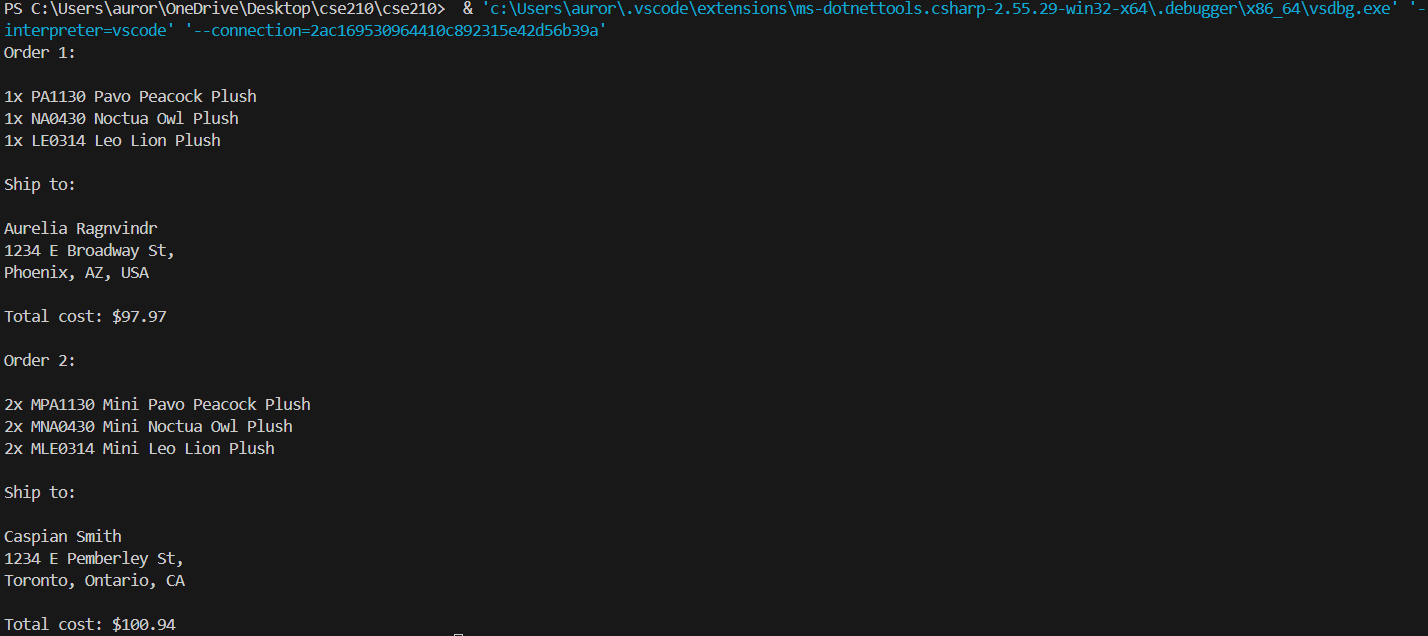 PS C:\Users\auror\OneDrive\Desktop\cse210\cse210>  & 'c:\Users\auror\.vscode\extensions\ms-dotnettools.csharp-2.55.29-win32-x64\.debugger\x86_64\vsdbg.exe' '-
interpreter=vscode' '--connection=2ac169530964410c892315e42d56b39a'
Order 1:
1x PA1130 Pavo Peacock Plush
1x NA0430 Noctua Owl Plush
1x LE0314 Leo Lion Plush
Ship to:
Aurelia Ragnvindr
1234 E Broadway St,
Phoenix, AZ, USA
Total cost: $97.97
Order 2:
2x MPA1130 Mini Pavo Peacock Plush
2x MNA0430 Mini Noctua Owl Plush
2x MLE0314 Mini Leo Lion Plush
Ship to:
Caspian Smith
1234 E Pemberley St,
Toronto, Ontario, CA
Total cost: $100.94